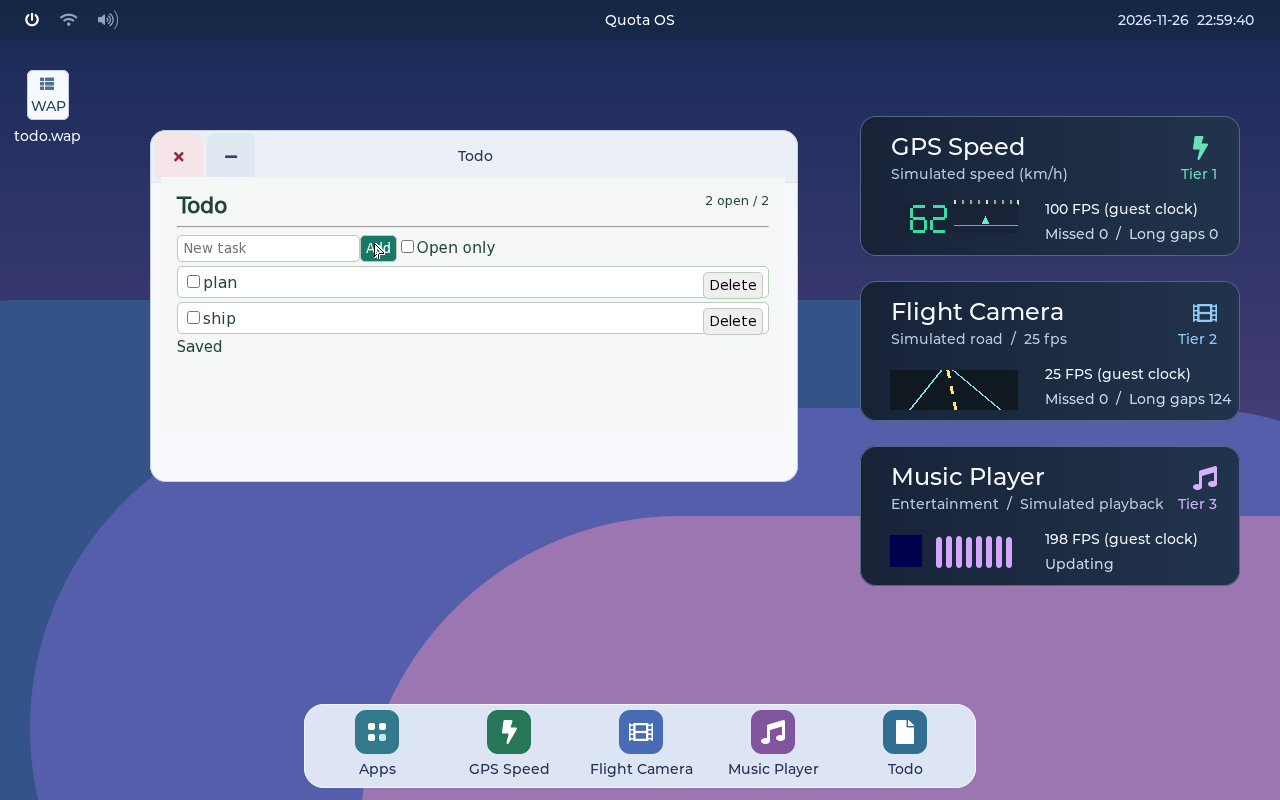 Quota OS
2026-11-26 22:59:40
WAP
todo.wap
Todo
Todo
2 open / 2
New task
Add
Open only
plan
Delete
ship
Delete
Saved
GPS Speed
Simulated speed (km/h)
Tier 1
62
100 FPS (guest clock)
Missed 0 / Long gaps 0
Flight Camera
Simulated road / 25 fps
Tier 2
25 FPS (guest clock)
Missed 0 / Long gaps 124
Music Player
Entertainment / Simulated playback
Tier 3
198 FPS (guest clock)
Updating
Apps
GPS Speed
Flight Camera
Music Player
Todo